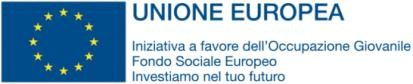 UNIONE EUROPEA
Iniziativa a favore dell'Occupazione Giovanile
Fondo Sociale Europeo
Investiamo nel tuo futuro